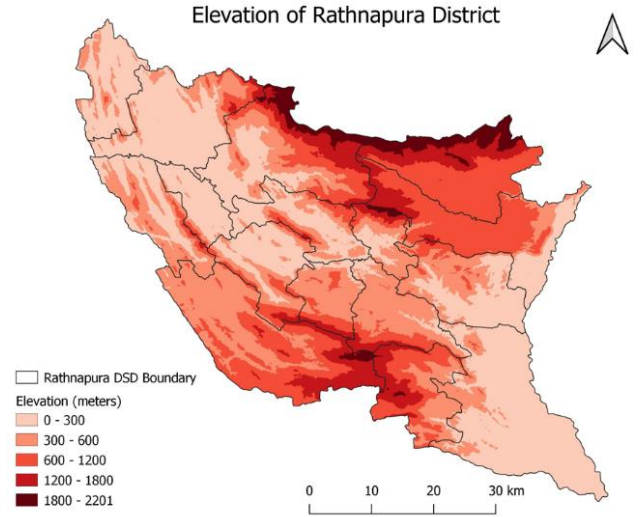 Elevation of Rathnapura District
Rathnapura DSD Boundary
Elevation (meters)
0 - 300
300 - 600
600 - 1200
1200 - 1800
1800 - 2201
0 10 20 30 km